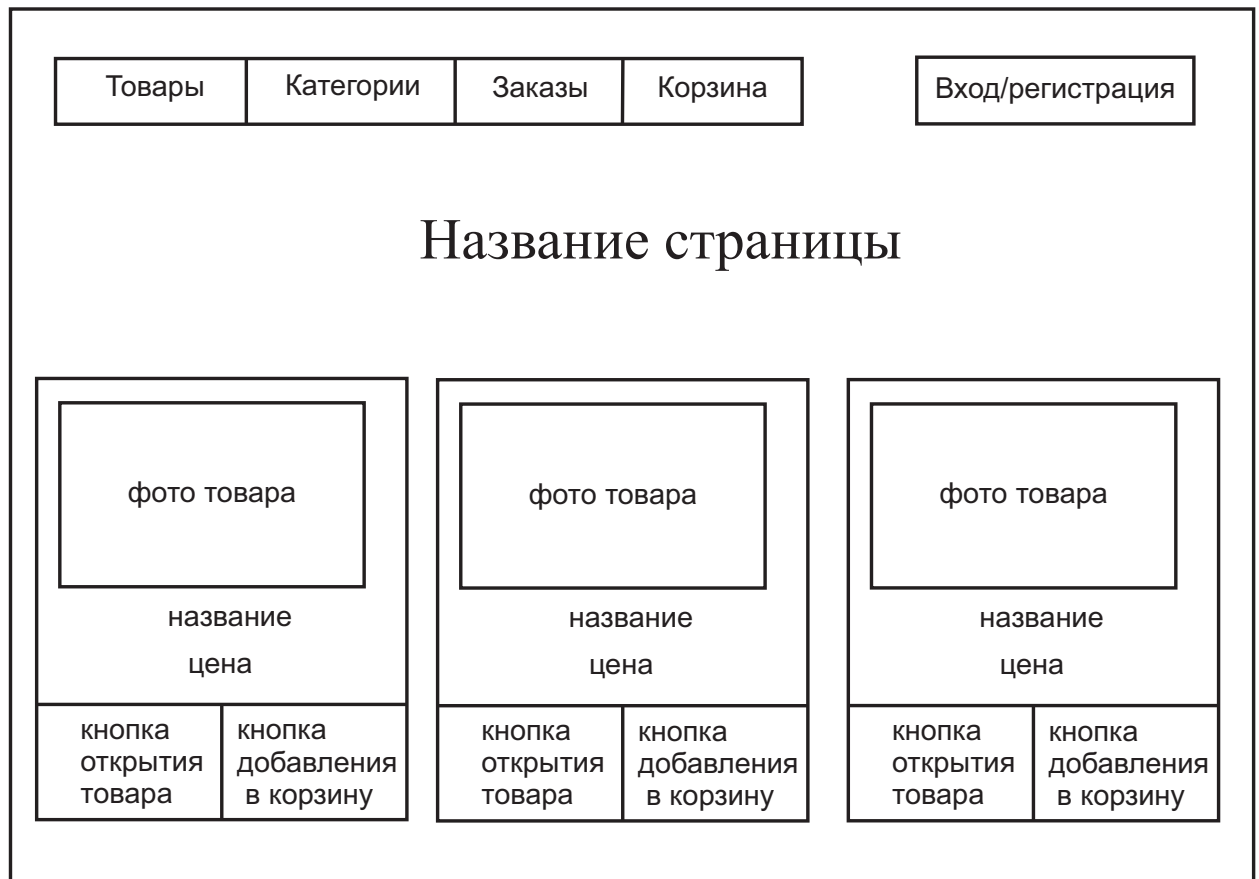 Товары Категории Заказы Корзина Вход/регистрация
Название страницы
фото товара
название
цена
кнопка
открытия
товара
кнопка
добавления
в корзину
фото товара
название
цена
кнопка
открытия
товара
кнопка
добавления
в корзину
фото товара
название
цена
кнопка
открытия
товара
кнопка
добавления
в корзину